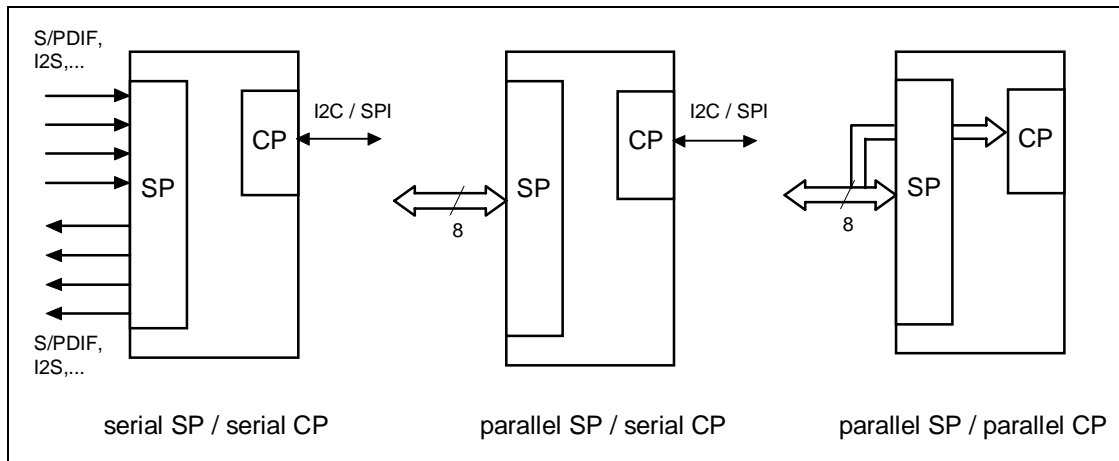 S/PDIF,
I2S,...
SP
CP
I2C / SPI
S/PDIF,
I2S,...
serial SP / serial CP
8
SP
CP
I2C / SPI
parallel SP / serial CP
8
SP
CP
parallel SP / parallel CP